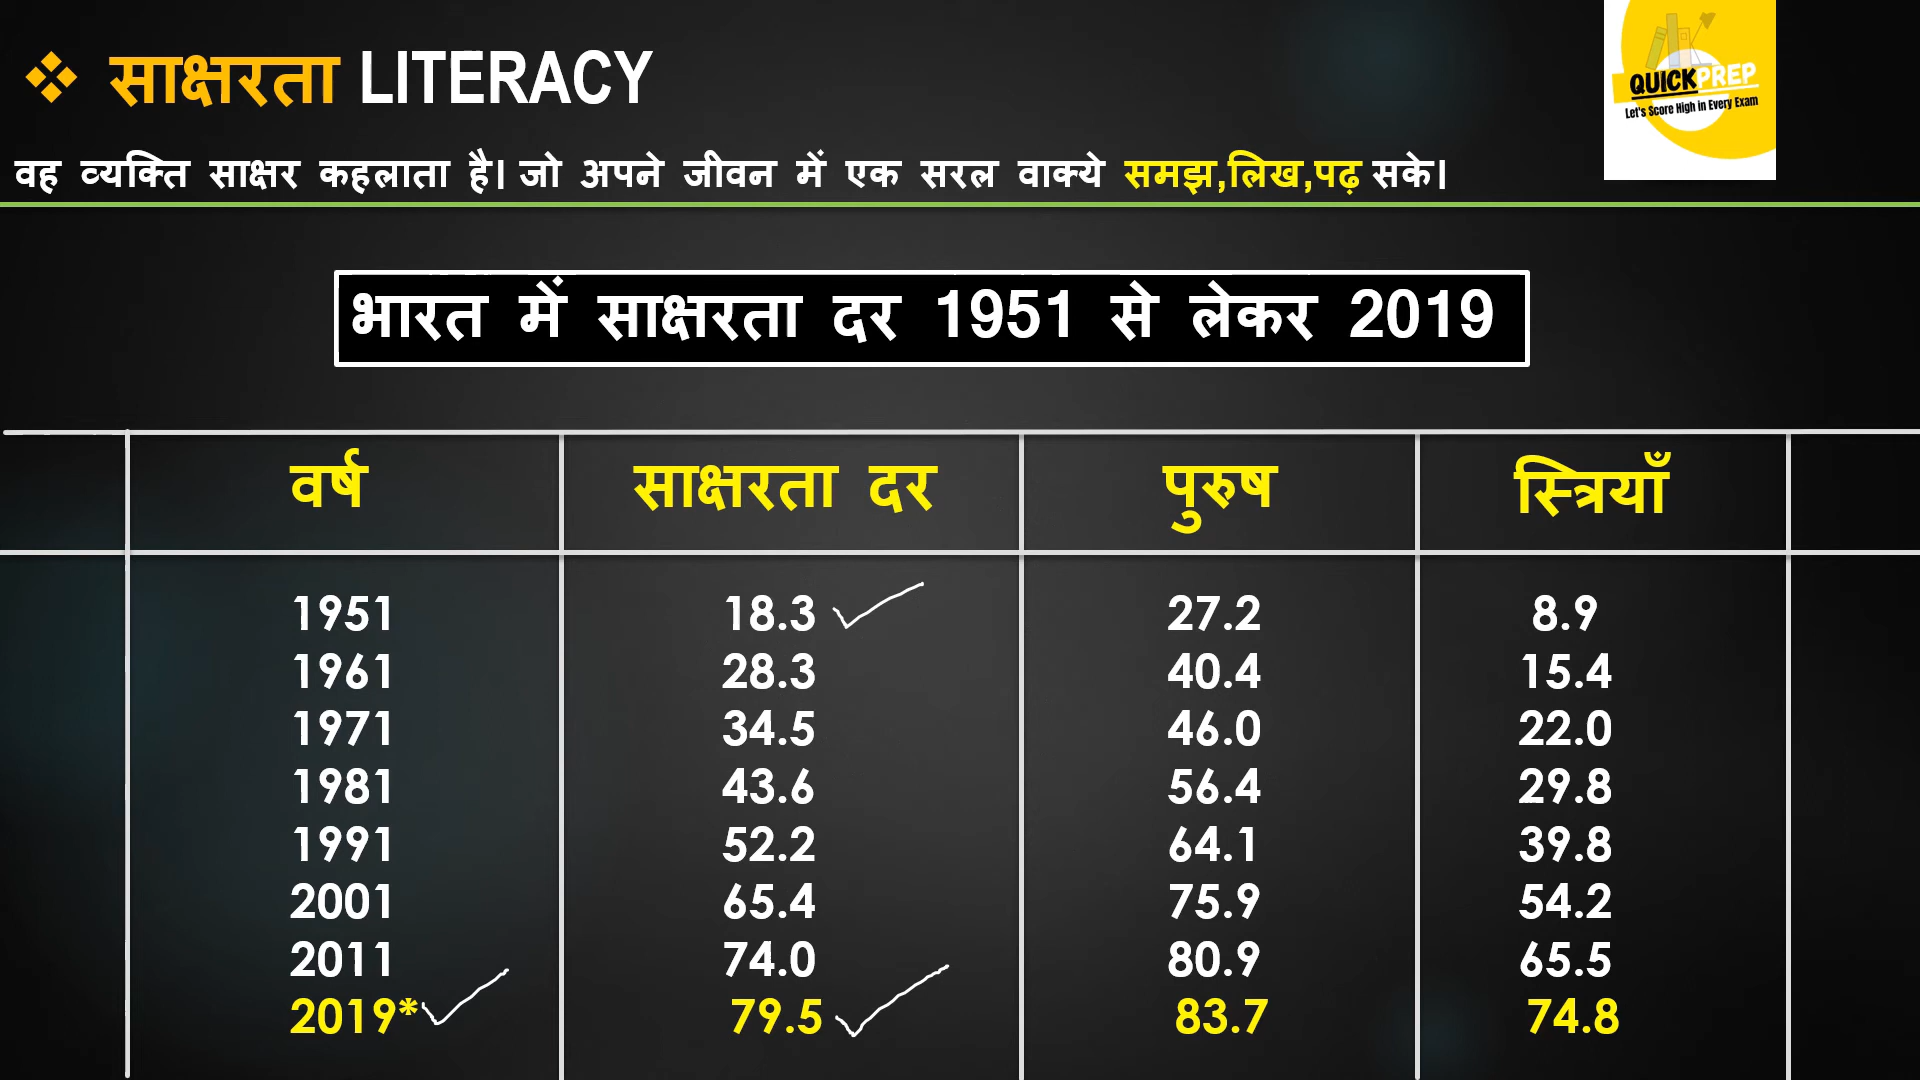 ❖ साक्षरता LITERACY
QUICKPREP
Let's Score High in Every Exam
वह व्यक्ति साक्षर कहलाता है। जो अपने जीवन में एक सरल वाक्ये समझ,लिख,पढ़ सके।
भारत में साक्षरता दर 1951 से लेकर 2019
वर्ष साक्षरता दर पुरुष स्त्रियाँ
1951 18.3 27.2 8.9
1961 28.3 40.4 15.4
1971 34.5 46.0 22.0
1981 43.6 56.4 29.8
1991 52.2 64.1 39.8
2001 65.4 75.9 54.2
2011 74.0 80.9 65.5
2019* 79.5 83.7 74.8